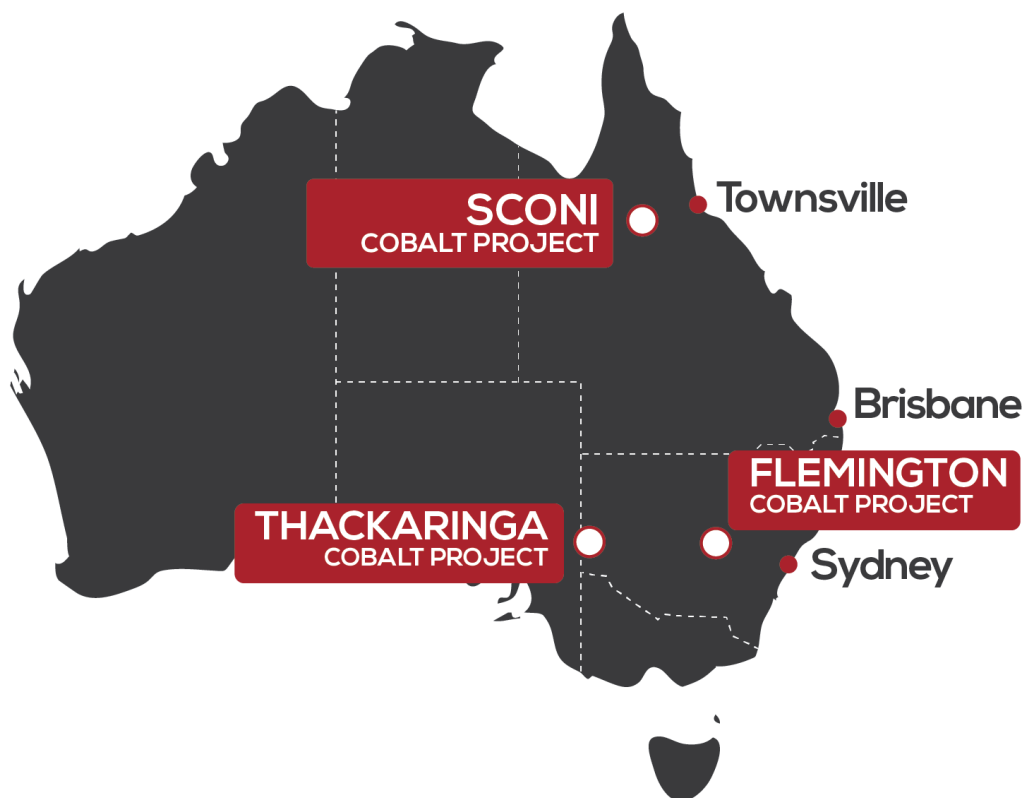 SCONI
COBALT PROJECT
Townsville
Brisbane
FLEMINGTON
COBALT PROJECT
THACKARINGA
COBALT PROJECT
Sydney